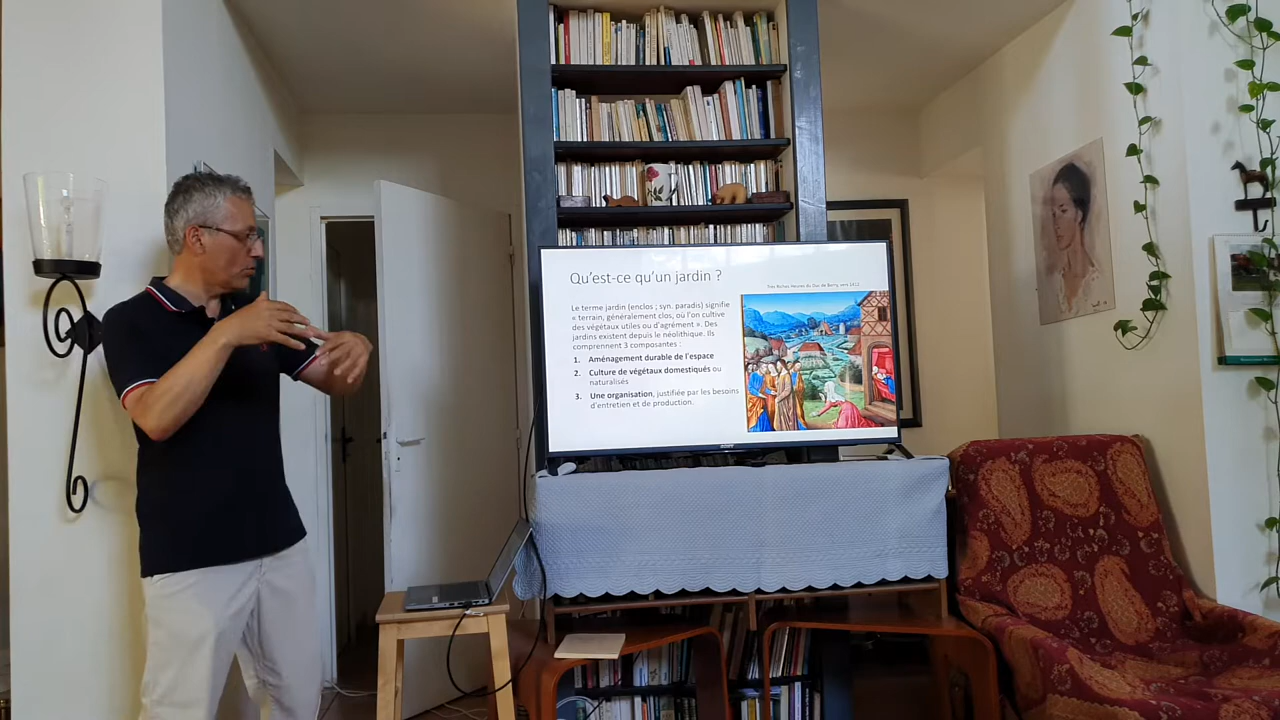 Qu'est-ce qu'un jardin ?
Très Riches Heures du Duc de Berry, vers 1412
Le terme jardin (enclos ; syn. paradis) signifie
« terrain, généralement clos, où l'on cultive
des végétaux utiles ou d'agrément ». Des
jardins existent depuis le néolithique. Ils
comprennent 3 composantes :
1. Aménagement durable de l'espace
2. Culture de végétaux domestiqués ou
naturalisés
3. Une organisation, justifiée par les besoins
d'entretien et de production.